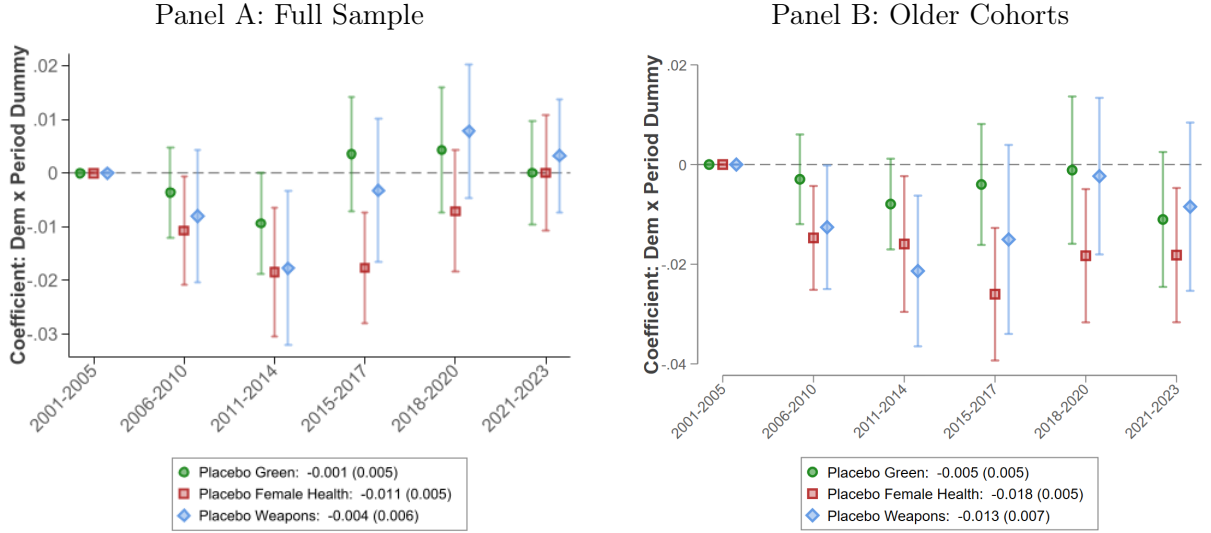 Panel A: Full Sample
Coefficient: Dem x Period Dummy
.02
.01
0
-.01
-.02
-.03
2001-2005
2006-2010
2011-2014
2015-2017
2018-2020
2021-2023
Placebo Green: -0.001 (0.005)
Placebo Female Health: -0.011 (0.005)
Placebo Weapons: -0.004 (0.006)
Panel B: Older Cohorts
Coefficient: Dem x Period Dummy
.02
0
-.02
-.04
2001-2005
2006-2010
2011-2014
2015-2017
2018-2020
2021-2023
Placebo Green: -0.005 (0.005)
Placebo Female Health: -0.018 (0.005)
Placebo Weapons: -0.013 (0.007)